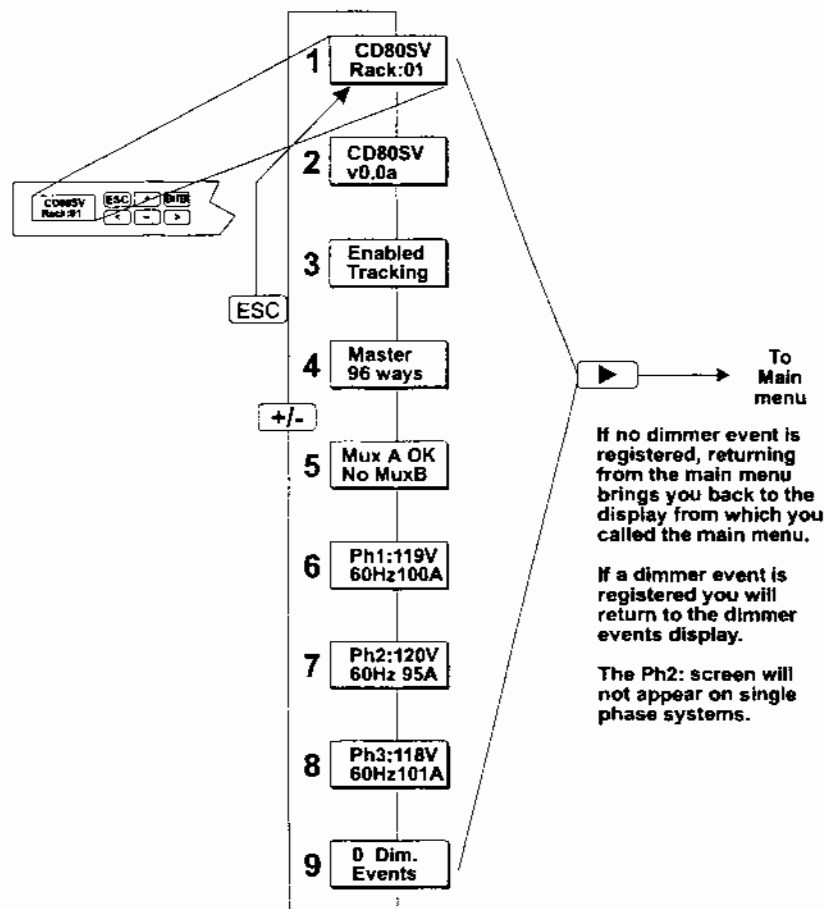 1
CD80SV
Rack:01
2
CD80SV
v0.0a
CD80SV
Rack:01
ESC
+
ENTER
<
-
>
3
Enabled
Tracking
ESC
4
Master
96 ways
+/-
5
Mux A OK
No MuxB
6
Ph1:119V
60Hz100A
7
Ph2:120V
60Hz 95A
8
Ph3:118V
60Hz101A
9
0 Dim.
Events
To
Main
menu
If no dimmer event is
registered, returning
from the main menu
brings you back to the
display from which you
called the main menu.
If a dimmer event is
registered you will
return to the dimmer
events display.
The Ph2: screen will
not appear on single
phase systems.